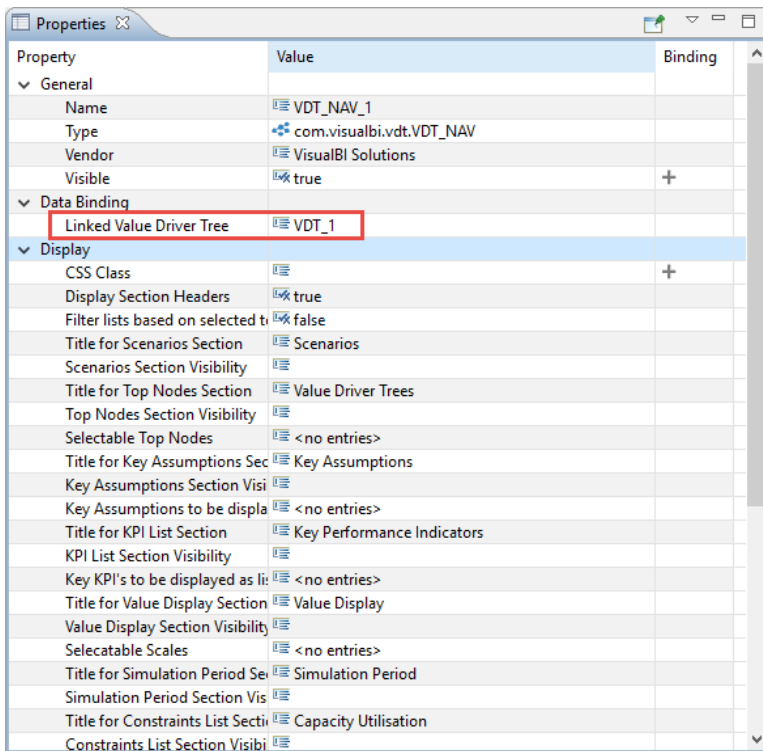 Properties
Property Value Binding
General
Name VDT_NAV_1
Type com.visualbi.vdt.VDT_NAV
Vendor VisualBI Solutions
Visible true
Data Binding
Linked Value Driver Tree VDT_1
Display
CSS Class
Display Section Headers true
Filter lists based on selected t false
Title for Scenarios Section Scenarios
Scenarios Section Visibility
Title for Top Nodes Section Value Driver Trees
Top Nodes Section Visibility
Selectable Top Nodes <no entries>
Title for Key Assumptions Sec Key Assumptions
Key Assumptions Section Visi
Key Assumptions to be displa <no entries>
Title for KPI List Section Key Performance Indicators
KPI List Section Visibility
Key KPI's to be displayed as li <no entries>
Title for Value Display Section Value Display
Value Display Section Visibility
Selecatable Scales <no entries>
Title for Simulation Period Se Simulation Period
Simulation Period Section Vis
Title for Constraints List Secti Capacity Utilisation
Constraints List Section Visibi